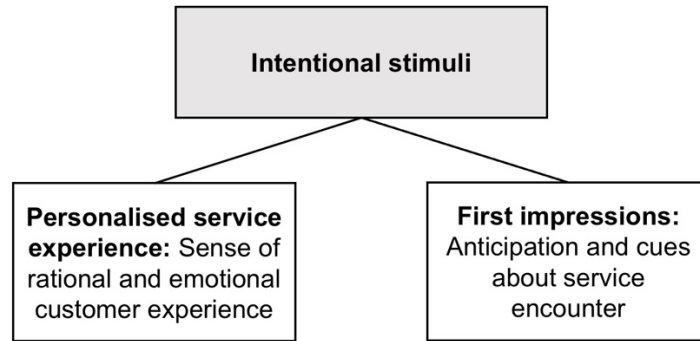 Intentional stimuli
Personalised service
experience: Sense of
rational and emotional
customer experience
First impressions:
Anticipation and cues
about service
encounter